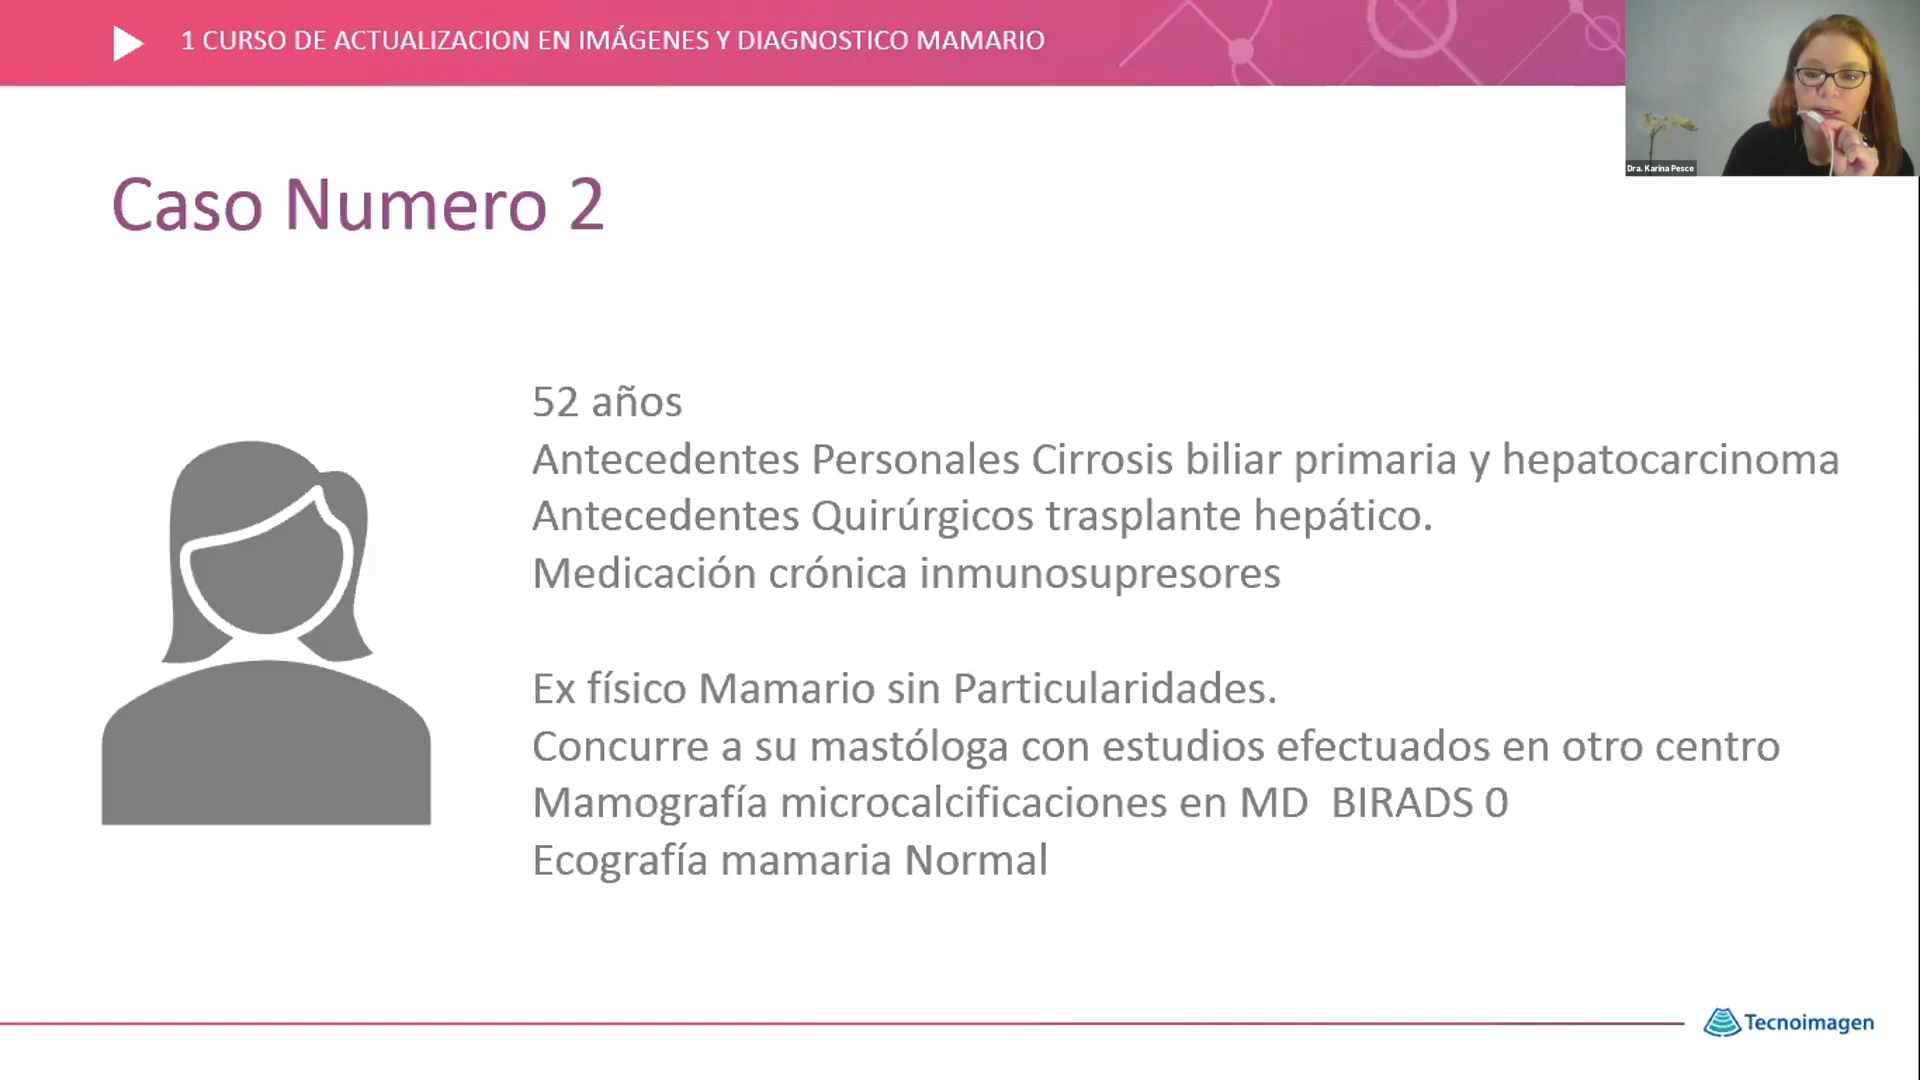 1 CURSO DE ACTUALIZACION EN IMÁGENES Y DIAGNOSTICO MAMARIO
Dra. Karina Pesce
Caso Numero 2
52 años
Antecedentes Personales Cirrosis biliar primaria y hepatocarcinoma
Antecedentes Quirúrgicos trasplante hepático.
Medicación crónica inmunosupresores
Ex físico Mamario sin Particularidades.
Concurre a su mastóloga con estudios efectuados en otro centro
Mamografía microcalcificaciones en MD BIRADS 0
Ecografía mamaria Normal
Tecnoimagen